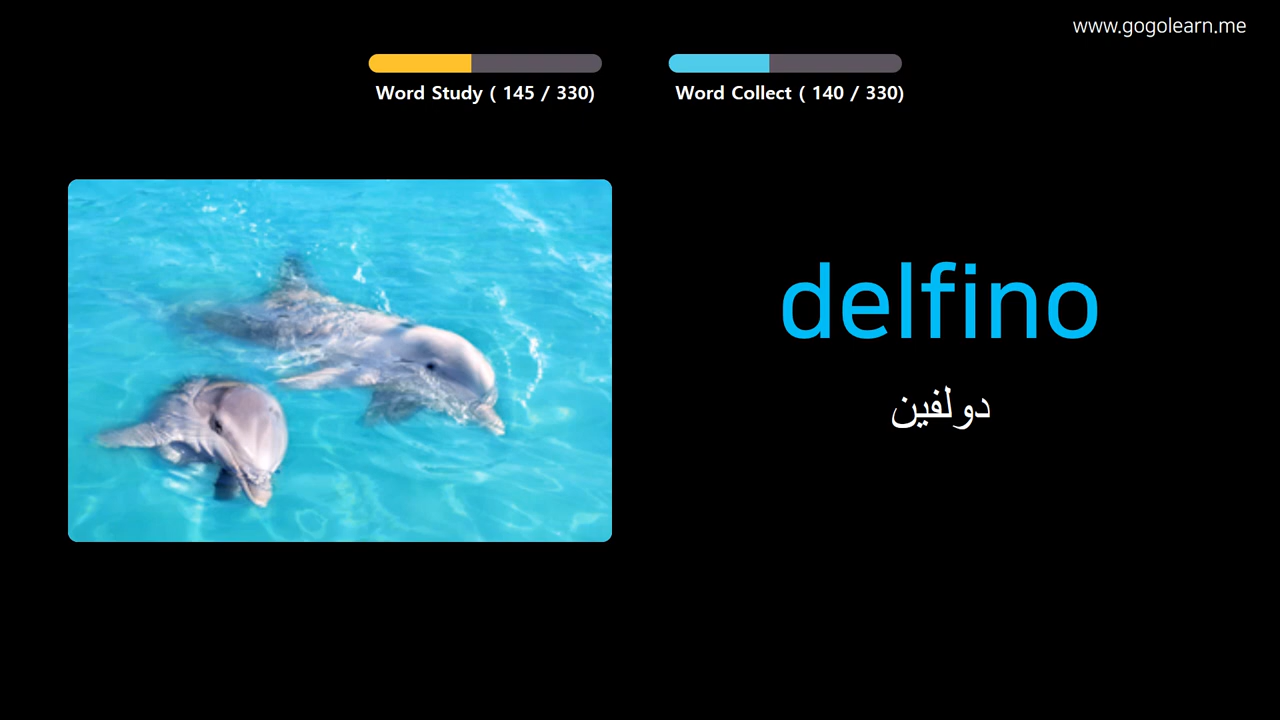 www.gogolearn.me
Word Study ( 145 / 330)
Word Collect ( 140 / 330)
delfino
دولفين